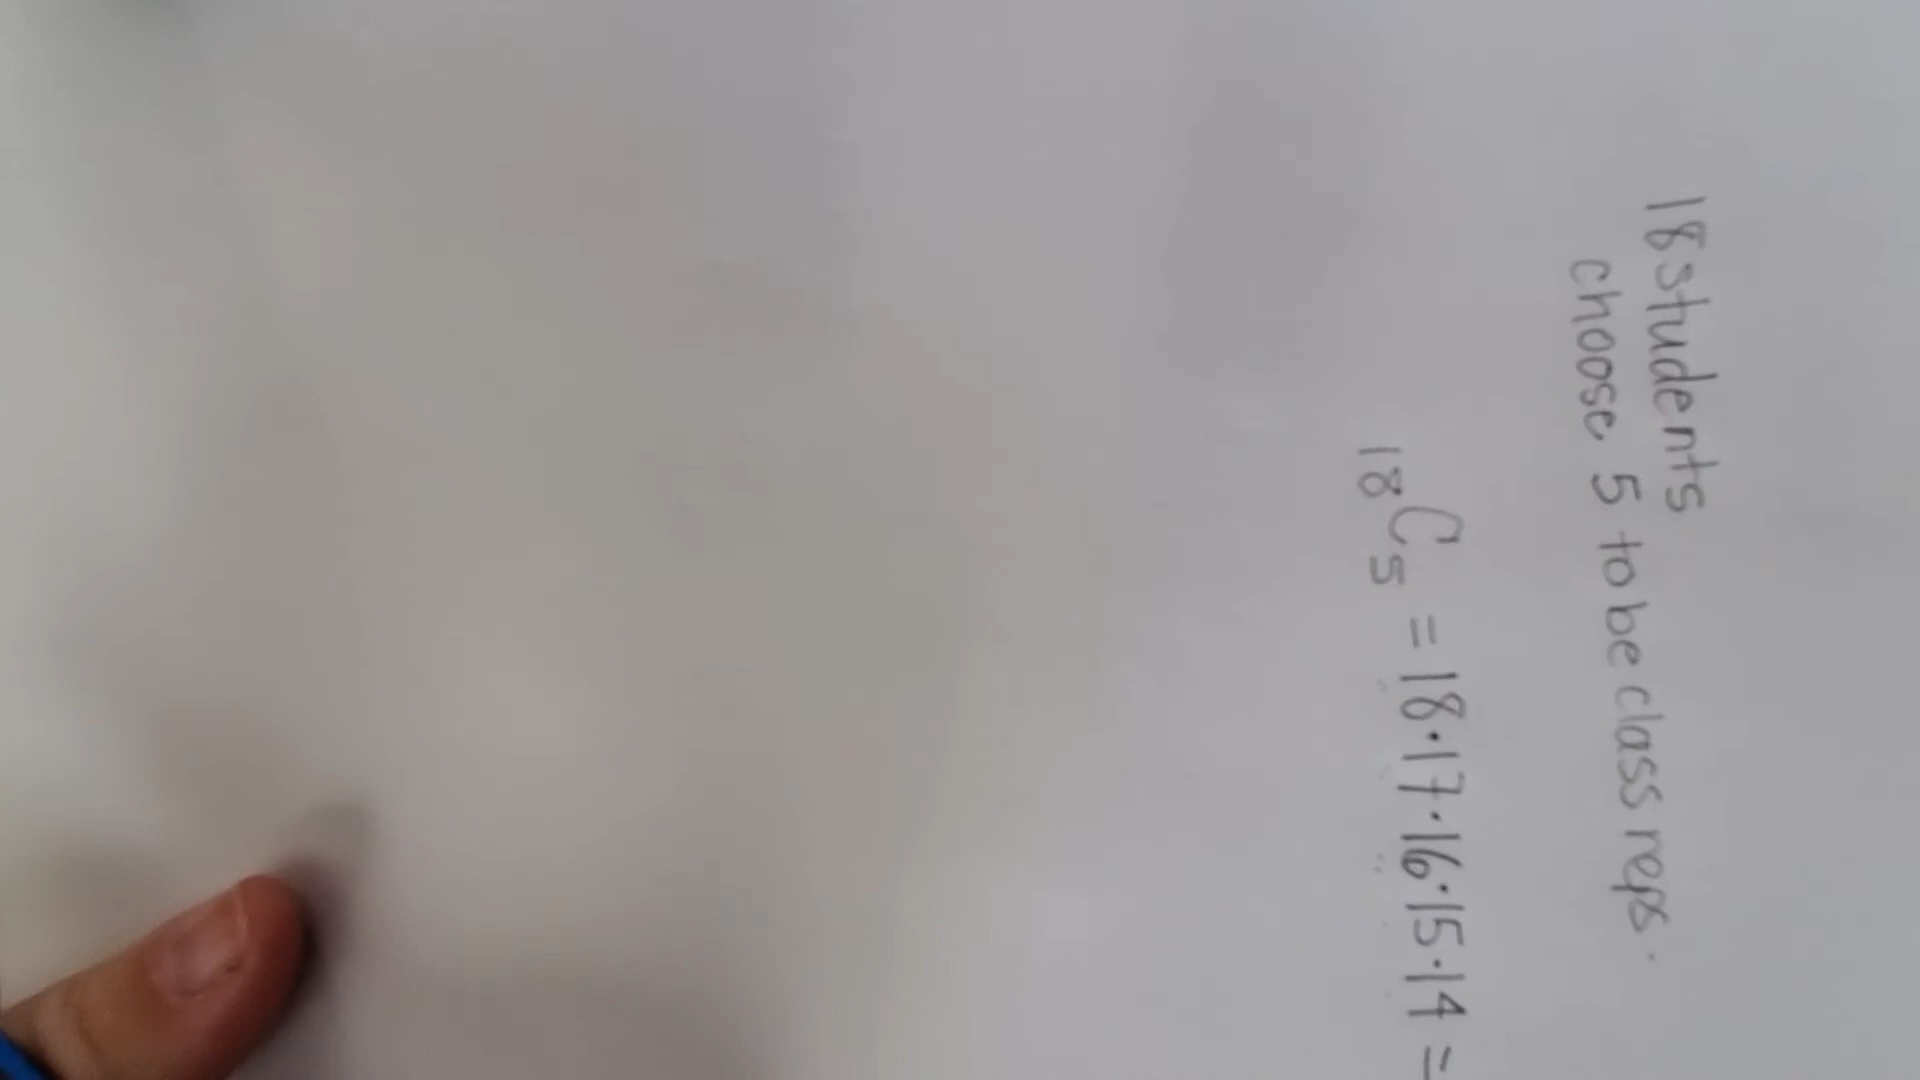 18 students
choose 5 to be class reps.
₁₈C₅ = 18·17·16·15·14 =